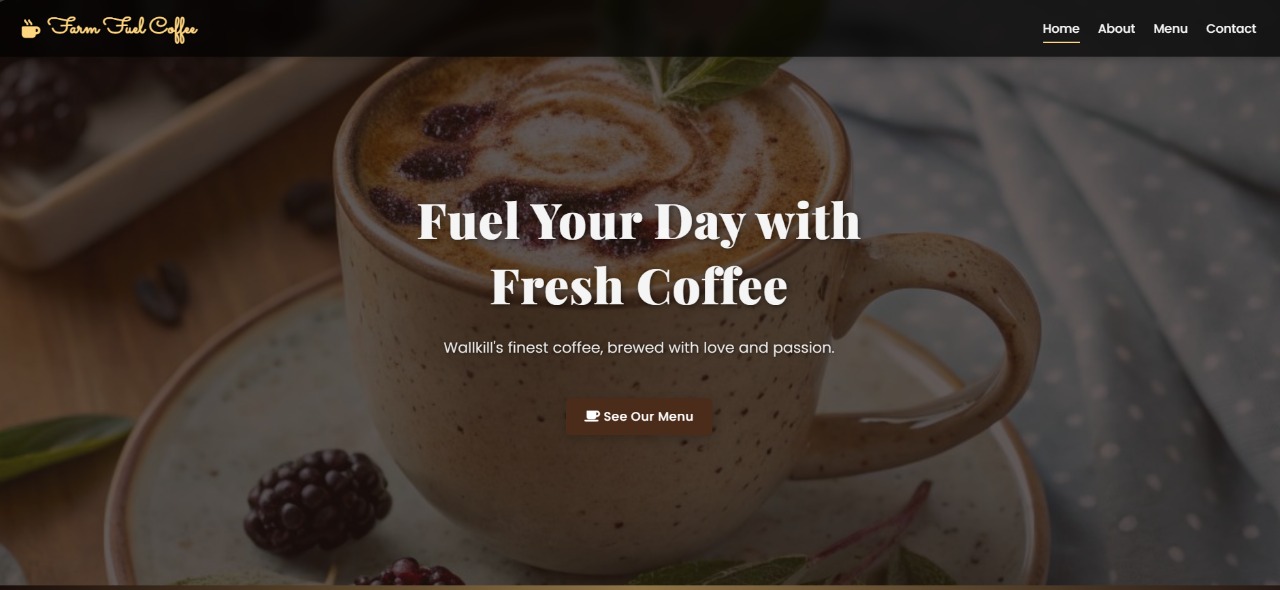 Farm Fuel Coffee
Home
About
Menu
Contact
Fuel Your Day with
Fresh Coffee
Wallkill's finest coffee, brewed with love and passion.
See Our Menu